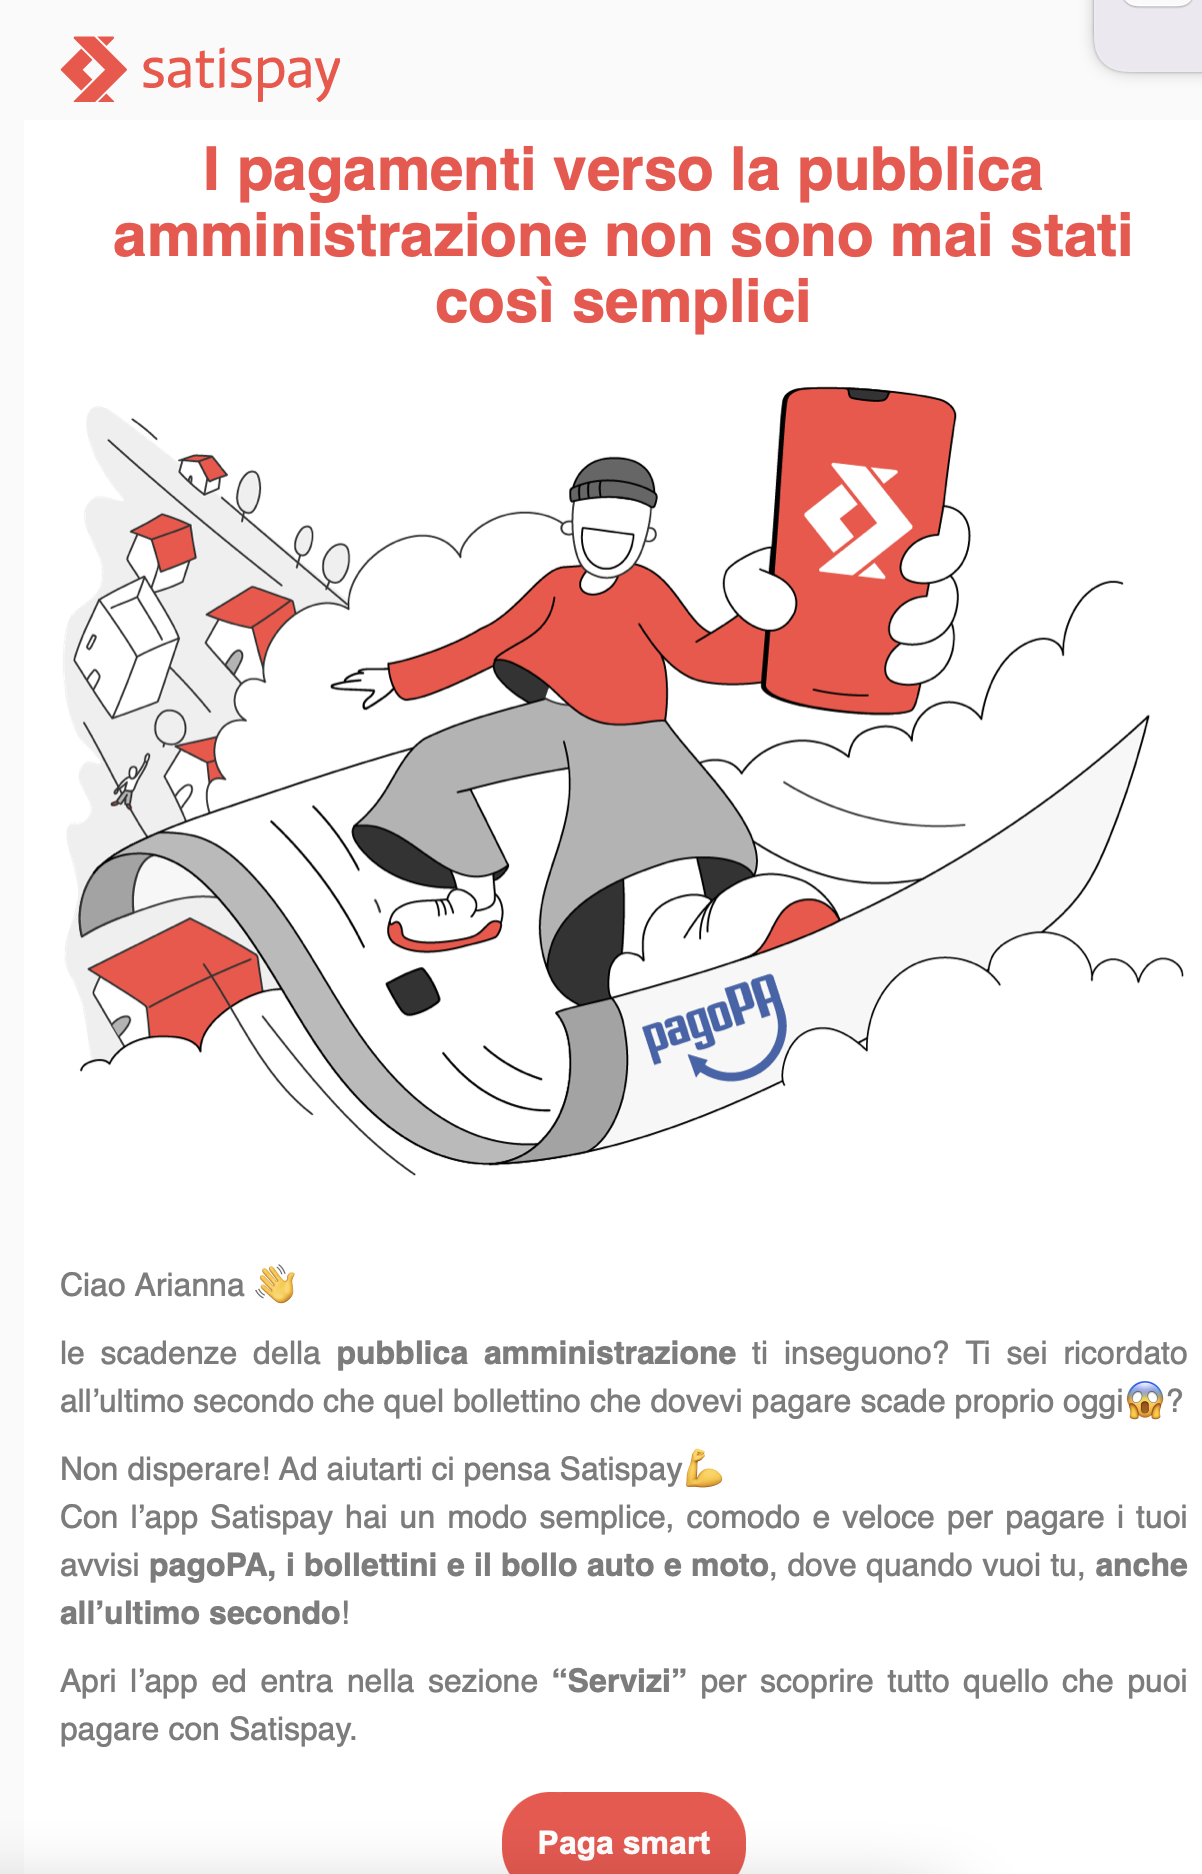 satispay
I pagamenti verso la pubblica
amministrazione non sono mai stati
così semplici
pagoPA
Ciao Arianna 👋
le scadenze della pubblica amministrazione ti inseguono? Ti sei ricordato
all’ultimo secondo che quel bollettino che dovevi pagare scade proprio oggi😱?
Non disperare! Ad aiutarti ci pensa Satispay💪
Con l’app Satispay hai un modo semplice, comodo e veloce per pagare i tuoi
avvisi pagoPA, i bollettini e il bollo auto e moto, dove quando vuoi tu, anche
all’ultimo secondo!
Apri l’app ed entra nella sezione “Servizi” per scoprire tutto quello che puoi
pagare con Satispay.
Paga smart